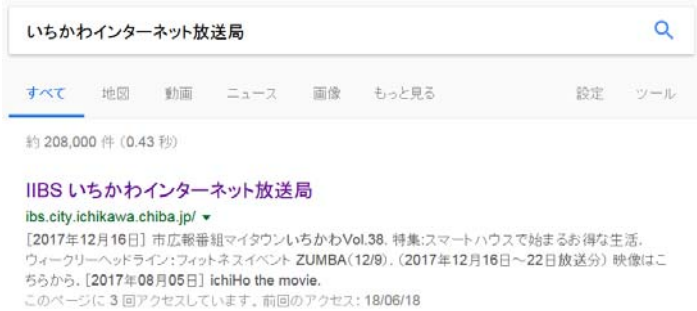 いちかわインターネット放送局
すべて 地図 動画 ニュース 画像 もっと見る 設定 ツール
約 208,000 件 (0.43 秒)
IIBS いちかわインターネット放送局
ibs.city.ichikawa.chiba.jp/ ▼
[2017年12月16日] 市広報番組マイタウンいちかわVol.38. 特集:スマートハウスで始まるお得な生活.
ウィークリーヘッドライン:フィットネスイベント ZUMBA(12/9). (2017年12月16日～22日放送分) 映像はこ
ちらから. [2017年08月05日] ichiHo the movie.
このページに 3 回アクセスしています。前回のアクセス: 18/06/18